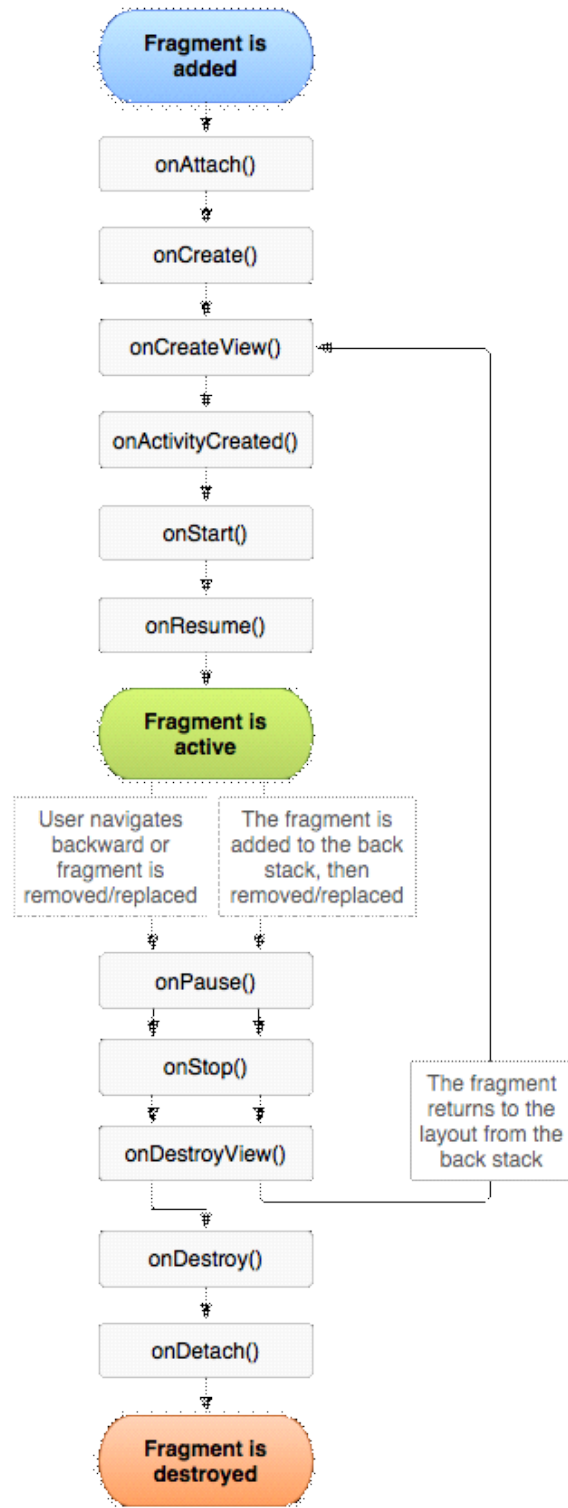 Fragment is
added
onAttach()
onCreate()
onCreateView()
onActivityCreated()
onStart()
onResume()
Fragment is
active
User navigates
backward or
fragment is
removed/replaced
The fragment is
added to the back
stack, then
removed/replaced
onPause()
onStop()
onDestroyView()
The fragment
returns to the
layout from the
back stack
onDestroy()
onDetach()
Fragment is
destroyed